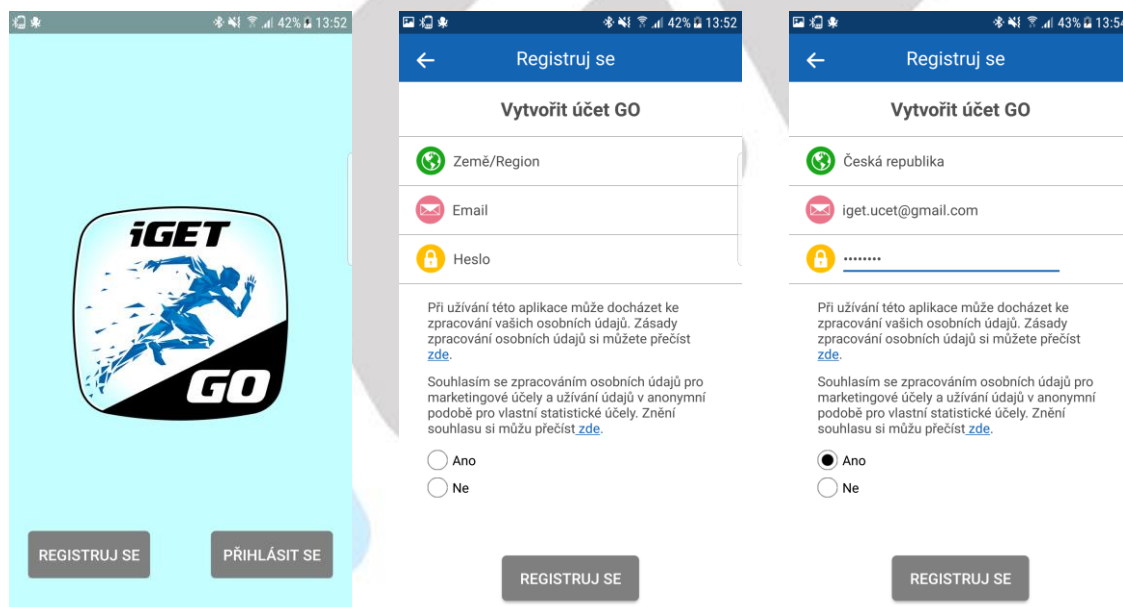 42% 13:52
iGET
GO
REGISTRUJ SE
PŘIHLÁSIT SE
42% 13:52
Registruj se
Vytvořit účet GO
Země/Region
Email
Heslo
Při užívání této aplikace může docházet ke
zpracování vašich osobních údajů. Zásady
zpracování osobních údajů si můžete přečíst
zde.
Souhlasím se zpracováním osobních údajů pro
marketingové účely a užívání údajů v anonymní
podobě pro vlastní statistické účely. Znění
souhlasu si můžu přečíst zde.
Ano
Ne
REGISTRUJ SE
43% 13:54
Registruj se
Vytvořit účet GO
Česká republika
iget.ucet@gmail.com
••••••••
Při užívání této aplikace může docházet ke
zpracování vašich osobních údajů. Zásady
zpracování osobních údajů si můžete přečíst
zde.
Souhlasím se zpracováním osobních údajů pro
marketingové účely a užívání údajů v anonymní
podobě pro vlastní statistické účely. Znění
souhlasu si můžu přečíst zde.
Ano
Ne
REGISTRUJ SE